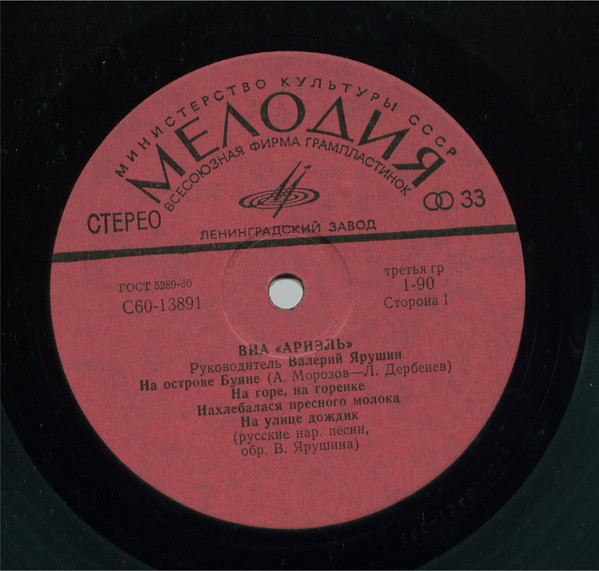 МИНИСТЕРСТВО КУЛЬТУРЫ СССР
МЕЛОДИЯ
ВСЕСОЮЗНАЯ ФИРМА ГРАМПЛАСТИНОК
СТЕРЕО
33
ЛЕНИНГРАДСКИЙ ЗАВОД
ГОСТ 5289-80
С60-13891
третья гр
1-90
Сторона 1
ВИА «АРИЭЛЬ»
Руководитель Валерий Ярушин
На острове Буяне (А. Морозов—Л. Дербенев)
На горе, на горенке
Нахлебалася пресного молока
На улице дождик
(русские нар. песни,
обр. В. Ярушина)